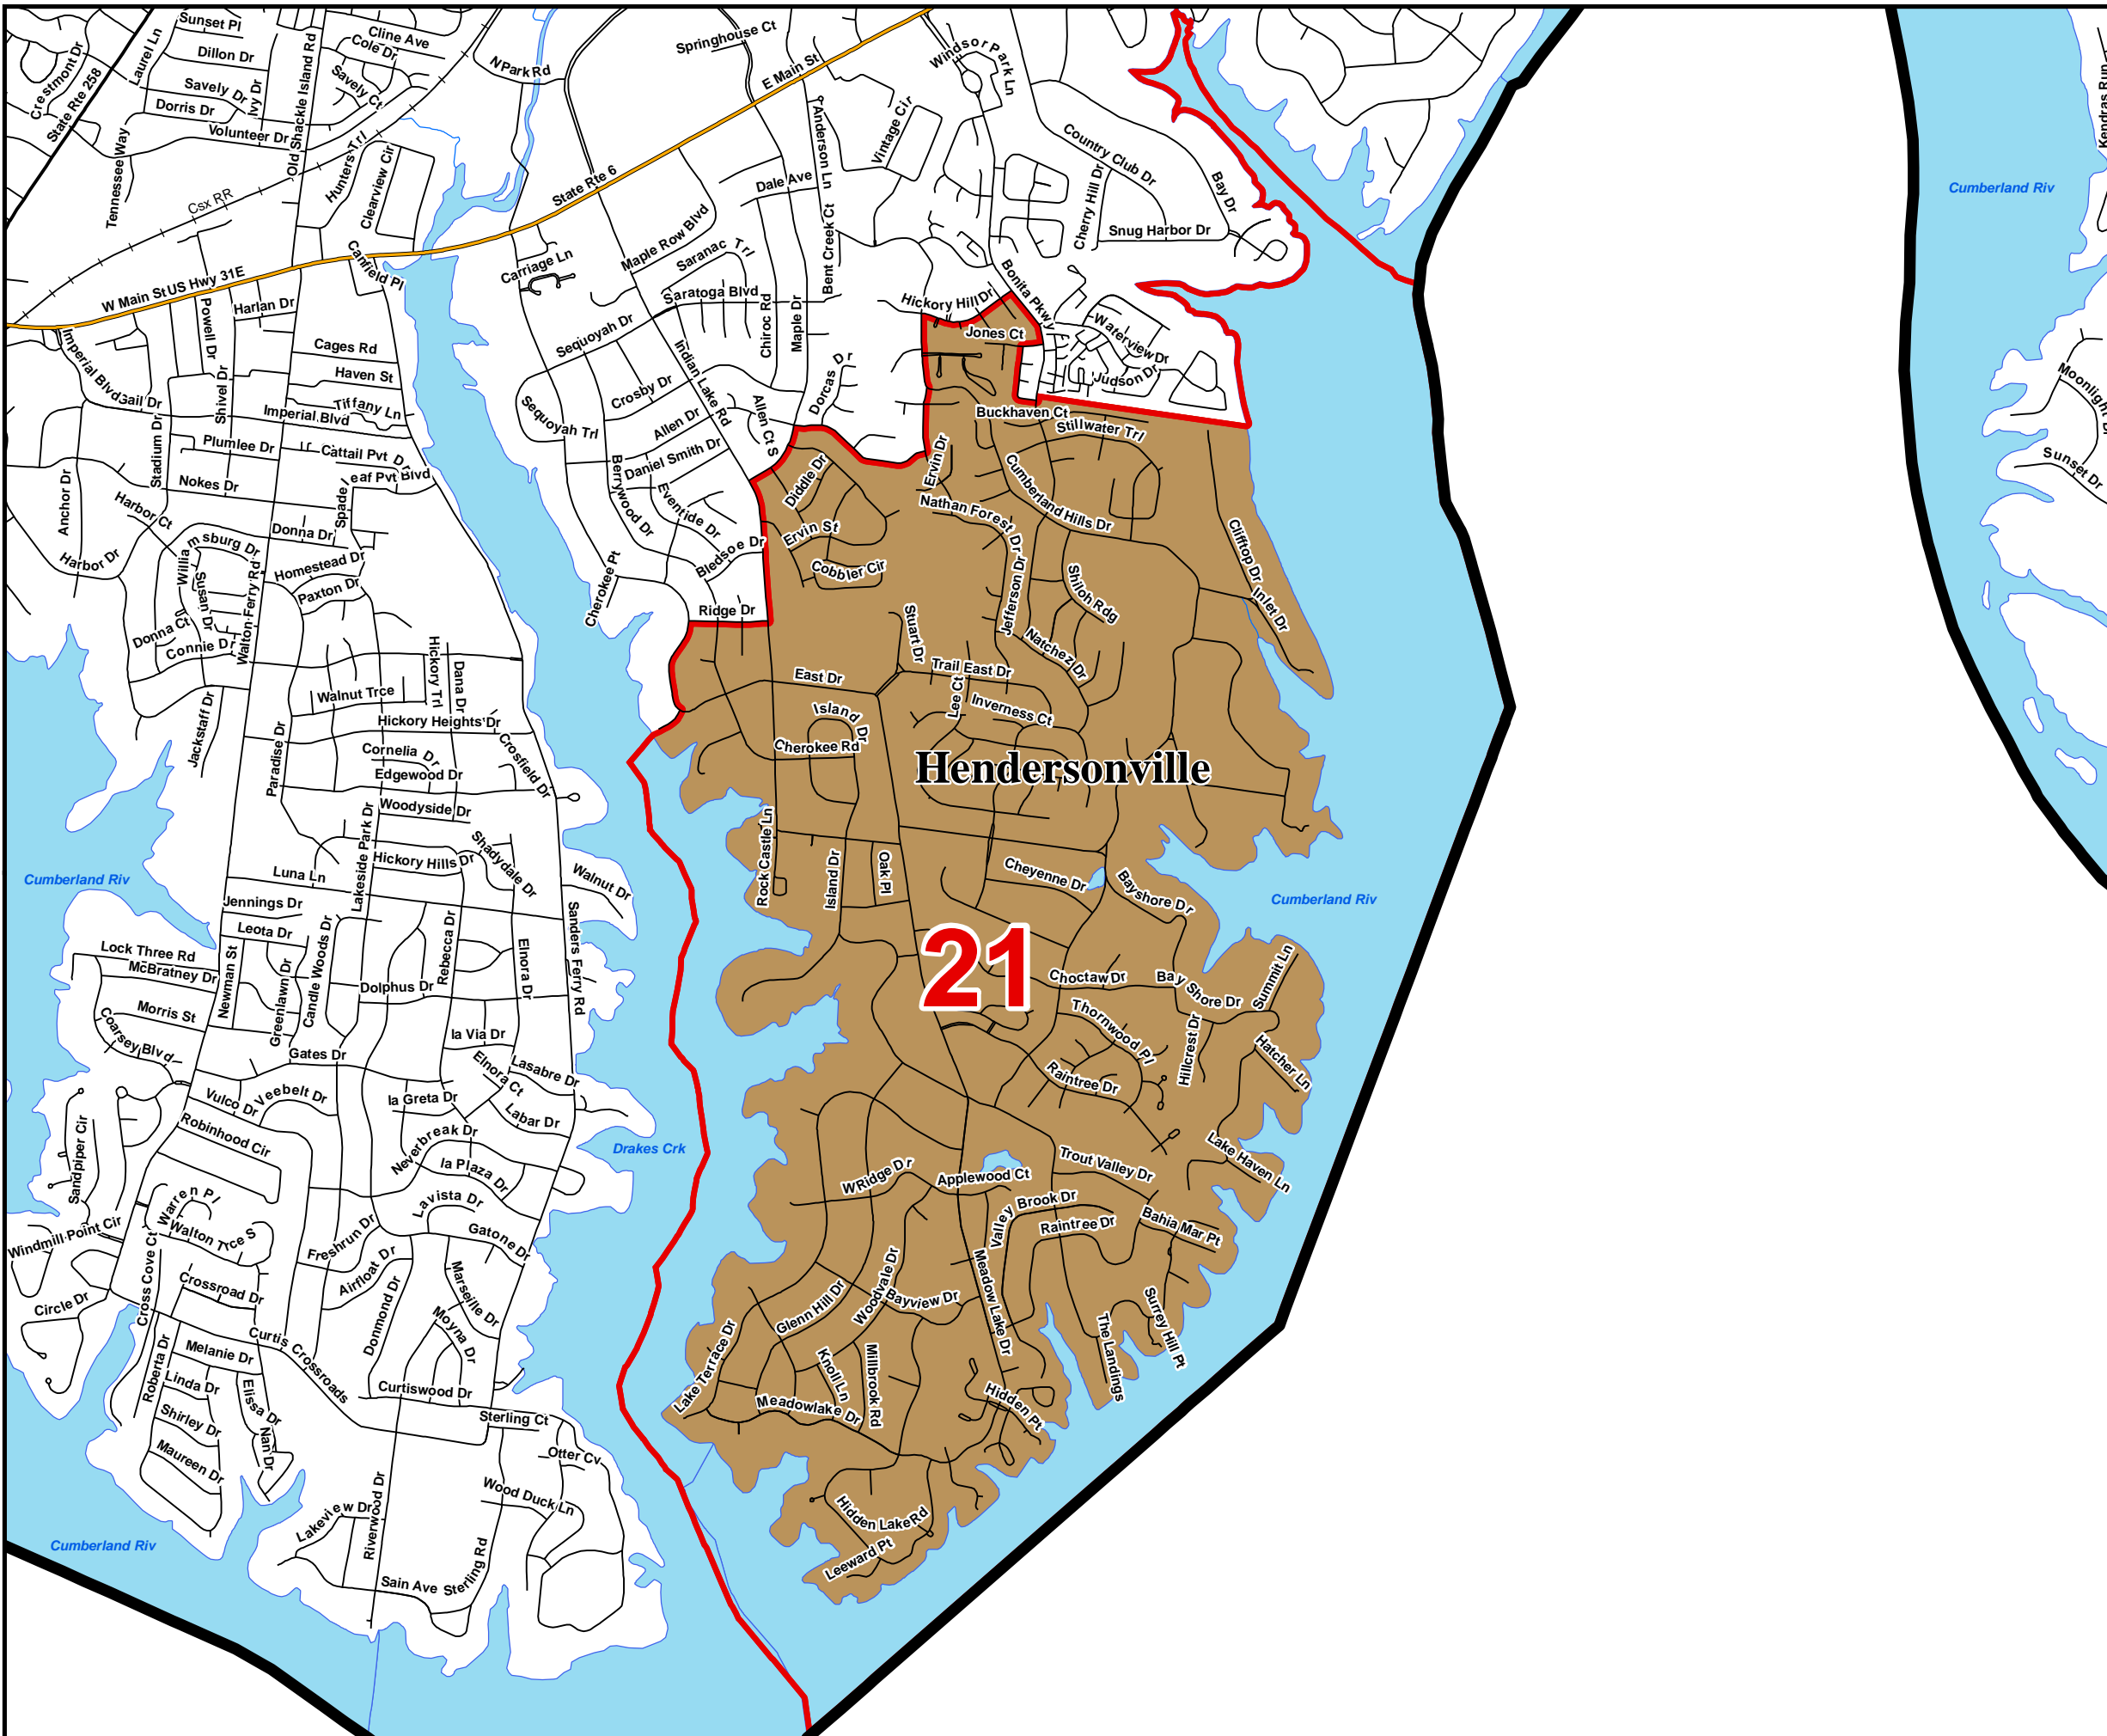 Sunset Pl
Cline Ave
Cole Dr
Dillon Dr
Laurel Ln
Crestmont Dr
State Rte 258
Savely Dr
Ivy Dr
Savely Ct
Dorris Dr
Volunteer Dr
Old Shackle Island Rd
Tennessee Way
Hunters Trl
Clearview Cir
Csx RR
N Park Rd
Springhouse Ct
E Main St
State Rte 6
Windsor Park Ln
Anderson Ln
Vintage Cir
Country Club Dr
Cherry Hill Dr
Bay Dr
Snug Harbor Dr
Dale Ave
Bent Creek Ct
Maple Row Blvd
Saranac Trl
Saratoga Blvd
Chiroc Rd
Maple Dr
Carriage Ln
Canfield Pl
W Main St US Hwy 31E
Harlan Dr
Powell Dr
Imperial Blvd
Cages Rd
Haven St
Tiffany Ln
Imperial Blvd
Gail Dr
Shivel Dr
Stadium Dr
Plumlee Dr
Cattail Pvt Dr
Nokes Dr
Spade Leaf Pvt Blvd
Anchor Dr
Harbor Ct
Harbor Dr
Donna Dr
Williamsburg Dr
Homestead Dr
Paxton Dr
Susan Dr
Walton Ferry Rd
Donna Ct
Connie Dr
Sequoyah Dr
Sequoyah Trl
Crosby Dr
Indian Lake Rd
Allen Dr
Allen Ct S
Daniel Smith Dr
Berrywood Dr
Eventide Dr
Bledsoe Dr
Cherokee Pt
Ridge Dr
Dorcas Dr
Hickory Hill Dr
Bonita Pkwy
Jones Ct
Waterview Dr
Judson Dr
Buckhaven Ct
Stillwater Trl
Ervin Dr
Diddle Dr
Ervin St
Cobbler Cir
Cumberland Hills Dr
Nathan Forest Dr
Jefferson Dr
Shiloh Rdg
Natchez Dr
Clifftop Dr
Inlet Dr
Stuart Dr
Trail East Dr
Lee Ct
Inverness Ct
East Dr
Island Dr
Cherokee Rd
Hendersonville
Rock Castle Ln
Island Dr
Oak Pl
Cheyenne Dr
Bayshore Dr
21
Choctaw Dr
Bay Shore Dr
Summit Ln
Thornwood Pl
Hillcrest Dr
Hatcher Ln
Raintree Dr
Lake Haven Ln
Trout Valley Dr
W Ridge Dr
Applewood Ct
Valley Brook Dr
Raintree Dr
Bahia Mar Pt
Meadow Lake Dr
Woodvale Dr
Bayview Dr
Glenn Hill Dr
Lake Terrace Dr
Knoll Ln
Millbrook Rd
Meadowlake Dr
Hidden Pt
The Landings
Surrey Hill Pt
Hidden Lake Rd
Leeward Pt
Jackstaff Dr
Hickory Trl
Dana Dr
Walnut Trce
Hickory Heights Dr
Paradise Dr
Cornelia Dr
Edgewood Dr
Crosfield Dr
Woodyside Dr
Lakeside Park Dr
Hickory Hills Dr
Shadydale Dr
Walnut Dr
Luna Ln
Jennings Dr
Leota Dr
Lock Three Rd
McBratney Dr
Newman St
Greenlawn Dr
Candle Woods Dr
Rebecca Dr
Elnora Dr
Sanders Ferry Rd
Dolphus Dr
Morris St
Coarsey Blvd
Gates Dr
la Via Dr
Elnora Ct
Lasabre Dr
Vulco Dr
Veebelt Dr
la Greta Dr
Labar Dr
Robinhood Cir
Neverbreak Dr
la Plaza Dr
Sandpiper Cir
Warren Pl
Walton Trce S
Windmill Point Cir
Lavista Dr
Gatone Dr
Freshrun Dr
Airfloat Dr
Cross Cove Ct
Crossroad Dr
Circle Dr
Donmond Dr
Marseille Dr
Moyna Dr
Curtis Crossroads
Roberta Dr
Melanie Dr
Linda Dr
Elissa Dr
Shirley Dr
Nan Dr
Maureen Dr
Curtiswood Dr
Sterling Ct
Otter Cv
Wood Duck Ln
Lakeview Dr
Riverwood Dr
Sain Ave
Sterling Rd
Drakes Crk
Cumberland Riv
Cumberland Riv
Cumberland Riv
Cumberland Riv
Kendras Run
Moonlight Dr
Sunset Dr